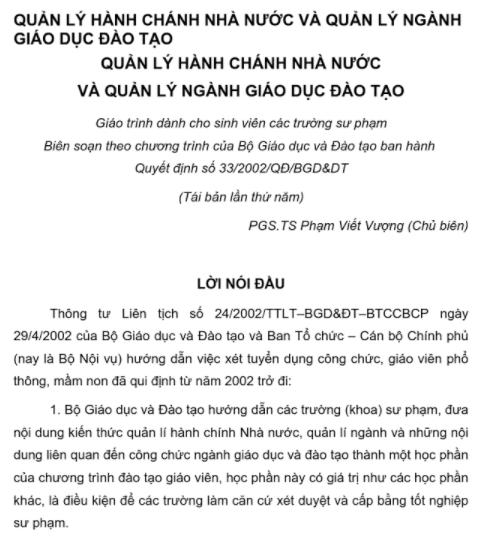 QUẢN LÝ HÀNH CHÁNH NHÀ NƯỚC VÀ QUẢN LÝ NGÀNH
GIÁO DỤC ĐÀO TẠO
QUẢN LÝ HÀNH CHÁNH NHÀ NƯỚC
VÀ QUẢN LÝ NGÀNH GIÁO DỤC ĐÀO TẠO
Giáo trình dành cho sinh viên các trường sư phạm
Biên soạn theo chương trình của Bộ Giáo dục và Đào tạo ban hành
Quyết định số 33/2002/QĐ/BGD&DT
(Tái bản lần thứ năm)
PGS.TS Phạm Viết Vượng (Chủ biên)
LỜI NÓI ĐẦU
Thông tư Liên tịch số 24/2002/TTLT–BGD&ĐT–BTCCBCP ngày
29/4/2002 của Bộ Giáo dục và Đào tạo và Ban Tổ chức – Cán bộ Chính phủ
(nay là Bộ Nội vụ) hướng dẫn việc xét tuyển dụng công chức, giáo viên phổ
thông, mầm non đã qui định từ năm 2002 trở đi:
1. Bộ Giáo dục và Đào tạo hướng dẫn các trường (khoa) sư phạm, đưa
nội dung kiến thức quản lí hành chính Nhà nước, quản lí ngành và những nội
dung liên quan đến công chức ngành giáo dục và đào tạo thành một học phần
của chương trình đào tạo giáo viên, học phần này có giá trị như các học phần
khác, là điều kiện để các trường làm căn cứ xét duyệt và cấp bằng tốt nghiệp
sư phạm.